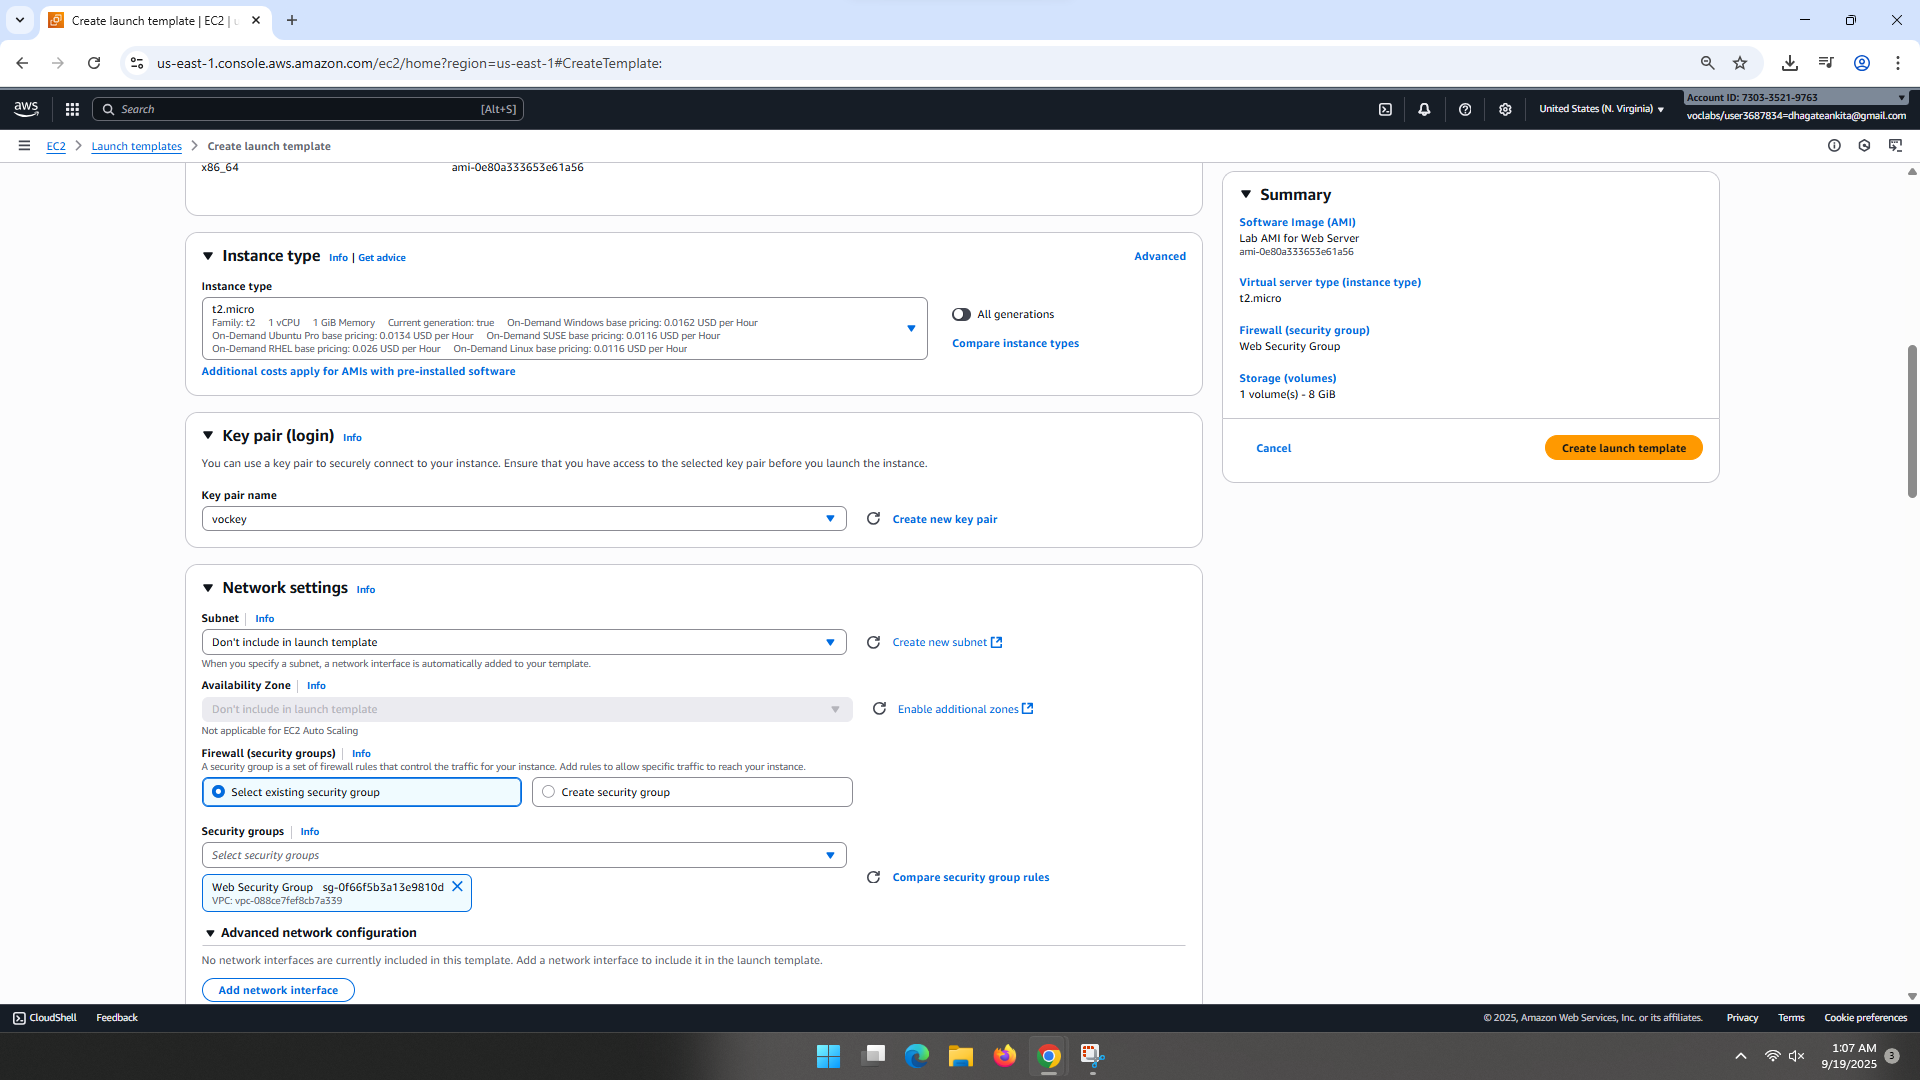 Create launch template | EC2 | u
us-east-1.console.aws.amazon.com/ec2/home?region=us-east-1#CreateTemplate:
aws
Search [Alt+S]
United States (N. Virginia)
Account ID: 7303-3521-9763
voclabs/user3687834=dhagateankita@gmail.com
EC2 > Launch templates > Create launch template
x86_64 ami-0e80a333653e61a56
Instance type Info | Get advice Advanced
Instance type
t2.micro
Family: t2 1 vCPU 1 GiB Memory Current generation: true On-Demand Windows base pricing: 0.0162 USD per Hour
On-Demand Ubuntu Pro base pricing: 0.0134 USD per Hour On-Demand SUSE base pricing: 0.0116 USD per Hour
On-Demand RHEL base pricing: 0.026 USD per Hour On-Demand Linux base pricing: 0.0116 USD per Hour
All generations
Compare instance types
Additional costs apply for AMIs with pre-installed software
Key pair (login) Info
You can use a key pair to securely connect to your instance. Ensure that you have access to the selected key pair before you launch the instance.
Key pair name
vockey Create new key pair
Network settings Info
Subnet Info
Don't include in launch template Create new subnet
When you specify a subnet, a network interface is automatically added to your template.
Availability Zone Info
Don't include in launch template Enable additional zones
Not applicable for EC2 Auto Scaling
Firewall (security groups) Info
A security group is a set of firewall rules that control the traffic for your instance. Add rules to allow specific traffic to reach your instance.
Select existing security group Create security group
Security groups Info
Select security groups
Web Security Group sg-0f66f5b3a13e9810d
VPC: vpc-088ce7fef8cb7a339
Compare security group rules
Advanced network configuration
No network interfaces are currently included in this template. Add a network interface to include it in the launch template.
Add network interface
Summary
Software Image (AMI)
Lab AMI for Web Server
ami-0e80a333653e61a56
Virtual server type (instance type)
t2.micro
Firewall (security group)
Web Security Group
Storage (volumes)
1 volume(s) - 8 GiB
Cancel Create launch template
CloudShell Feedback © 2025, Amazon Web Services, Inc. or its affiliates. Privacy Terms Cookie preferences
1:07 AM
9/19/2025
3